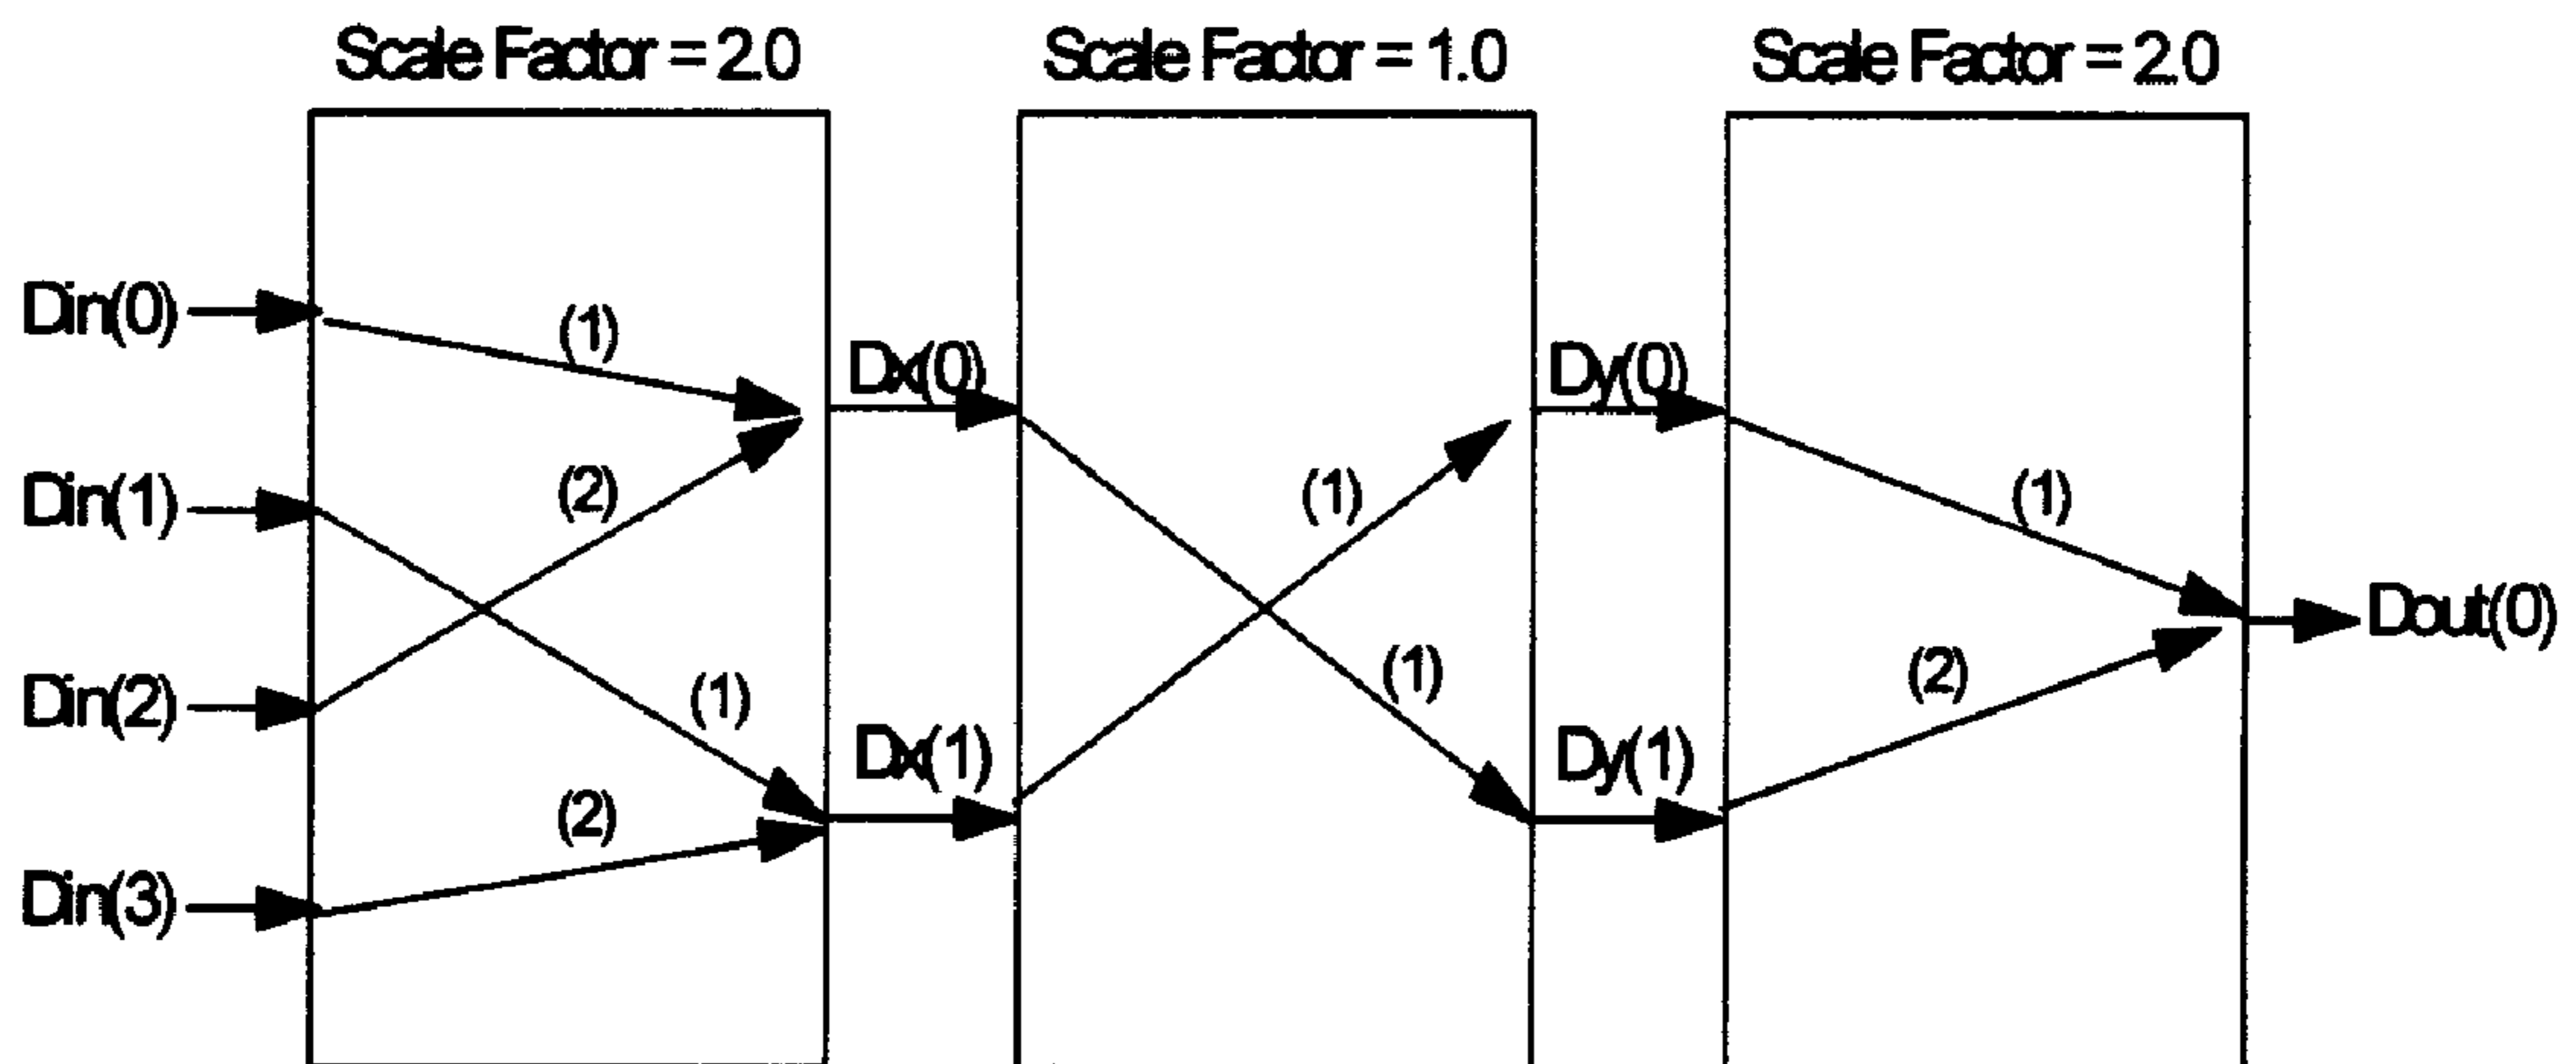 Scale Factor = 2.0
Scale Factor = 1.0
Scale Factor = 2.0
Din(0)
(1)
Dx(0)
Dy(0)
Din(1)
(2)
(1)
(1)
Dout(0)
Din(2)
(1)
(1)
(2)
Dx(1)
Dy(1)
Din(3)
(2)